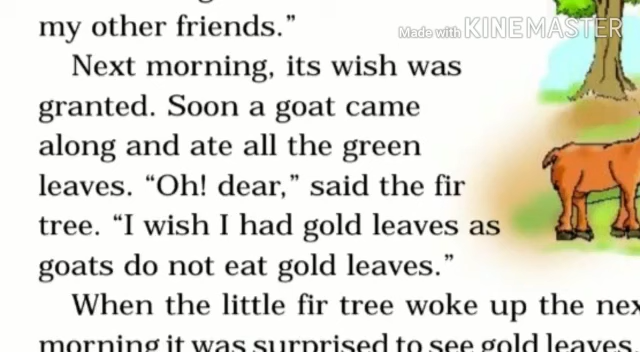 my other friends.”
Made with KINEMASTER
Next morning, its wish was
granted. Soon a goat came
along and ate all the green
leaves. “Oh! dear,” said the fir
tree. “I wish I had gold leaves as
goats do not eat gold leaves.”
When the little fir tree woke up the
morning it was surprised to see gold leaves.